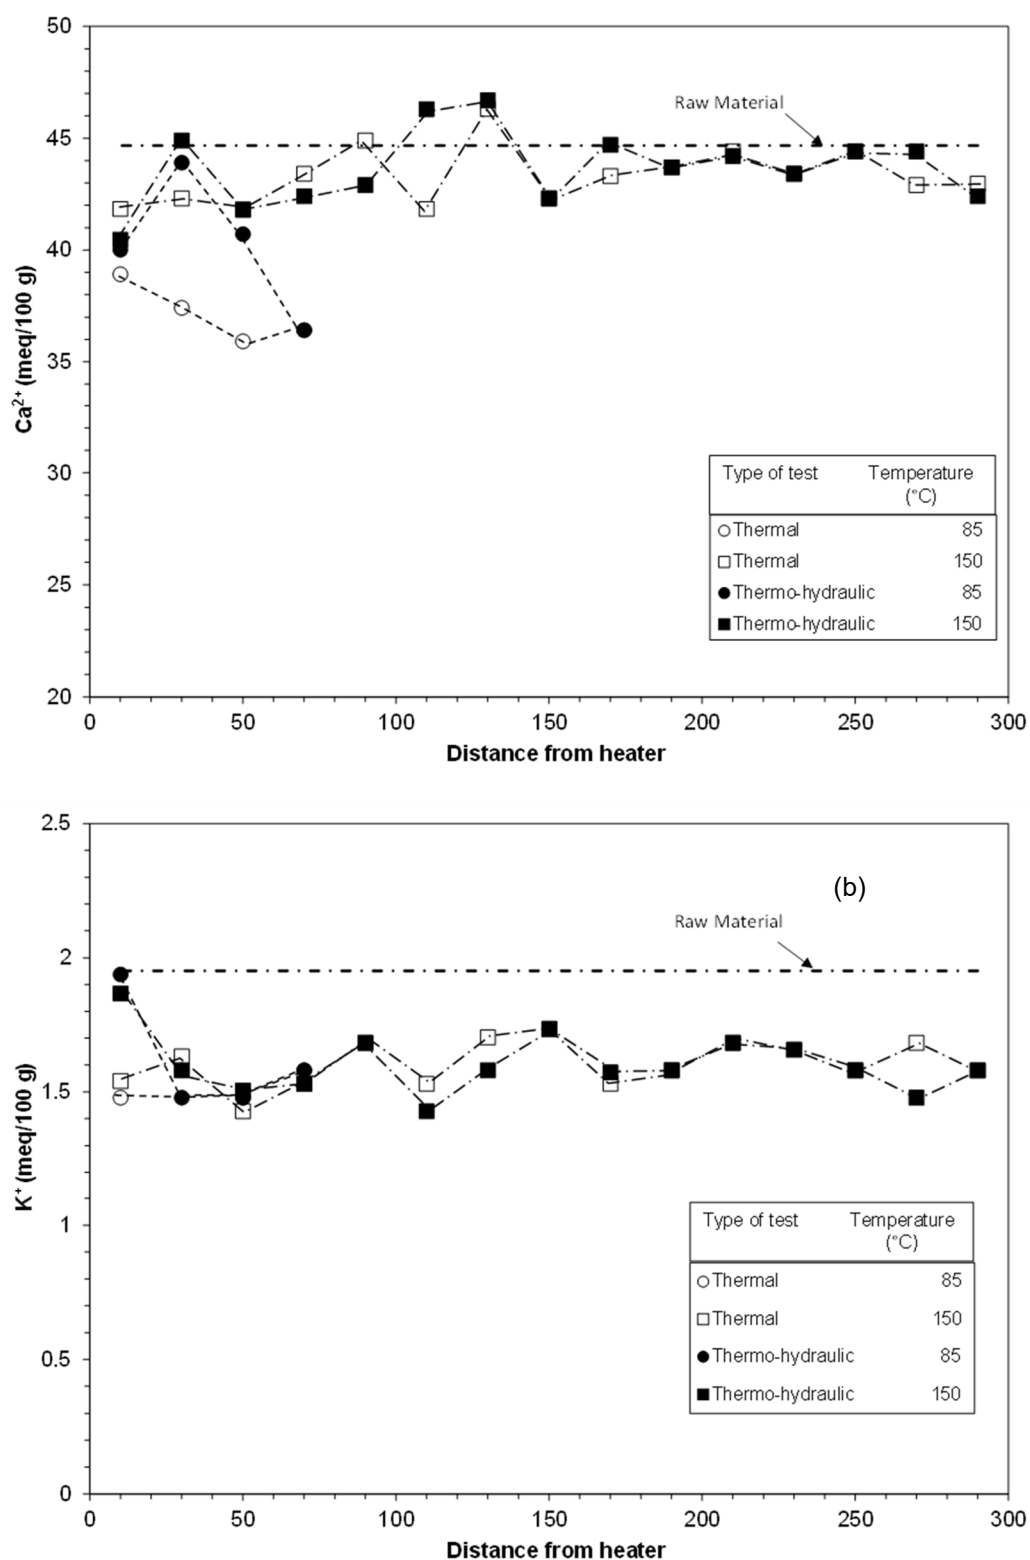 50
45
40
35
30
25
20
Ca²⁺ (meq/100 g)
Raw Material
Type of test Temperature
(°C)
Thermal 85
Thermal 150
Thermo-hydraulic 85
Thermo-hydraulic 150
0 50 100 150 200 250 300
Distance from heater
2.5
2
1.5
1
0.5
0
K⁺ (meq/100 g)
(b)
Raw Material
Type of test Temperature
(°C)
Thermal 85
Thermal 150
Thermo-hydraulic 85
Thermo-hydraulic 150
0 50 100 150 200 250 300
Distance from heater